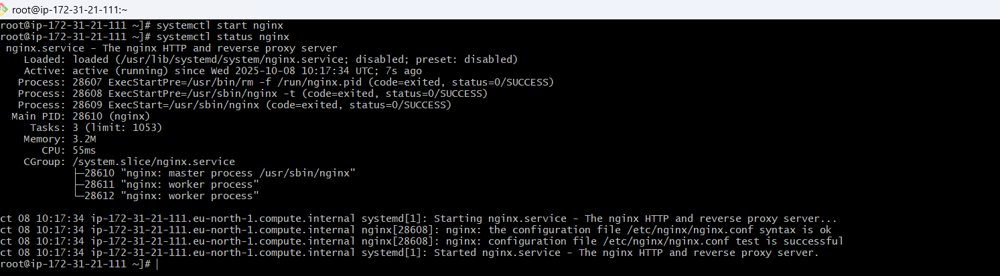 root@ip-172-31-21-111:~
root@ip-172-31-21-111 ~]# systemctl start nginx
root@ip-172-31-21-111 ~]# systemctl status nginx
nginx.service - The nginx HTTP and reverse proxy server
Loaded: loaded (/usr/lib/systemd/system/nginx.service; disabled; preset: disabled)
Active: active (running) since Wed 2025-10-08 10:17:34 UTC; 7s ago
Process: 28607 ExecStartPre=/usr/bin/rm -f /run/nginx.pid (code=exited, status=0/SUCCESS)
Process: 28608 ExecStartPre=/usr/sbin/nginx -t (code=exited, status=0/SUCCESS)
Process: 28609 ExecStart=/usr/sbin/nginx (code=exited, status=0/SUCCESS)
Main PID: 28610 (nginx)
Tasks: 3 (limit: 1053)
Memory: 3.2M
CPU: 55ms
CGroup: /system.slice/nginx.service
├─28610 "nginx: master process /usr/sbin/nginx"
├─28611 "nginx: worker process"
└─28612 "nginx: worker process"
ct 08 10:17:34 ip-172-31-21-111.eu-north-1.compute.internal systemd[1]: Starting nginx.service - The nginx HTTP and reverse proxy server...
ct 08 10:17:34 ip-172-31-21-111.eu-north-1.compute.internal nginx[28608]: nginx: the configuration file /etc/nginx/nginx.conf syntax is ok
ct 08 10:17:34 ip-172-31-21-111.eu-north-1.compute.internal nginx[28608]: nginx: configuration file /etc/nginx/nginx.conf test is successful
ct 08 10:17:34 ip-172-31-21-111.eu-north-1.compute.internal systemd[1]: Started nginx.service - The nginx HTTP and reverse proxy server.
root@ip-172-31-21-111 ~]#